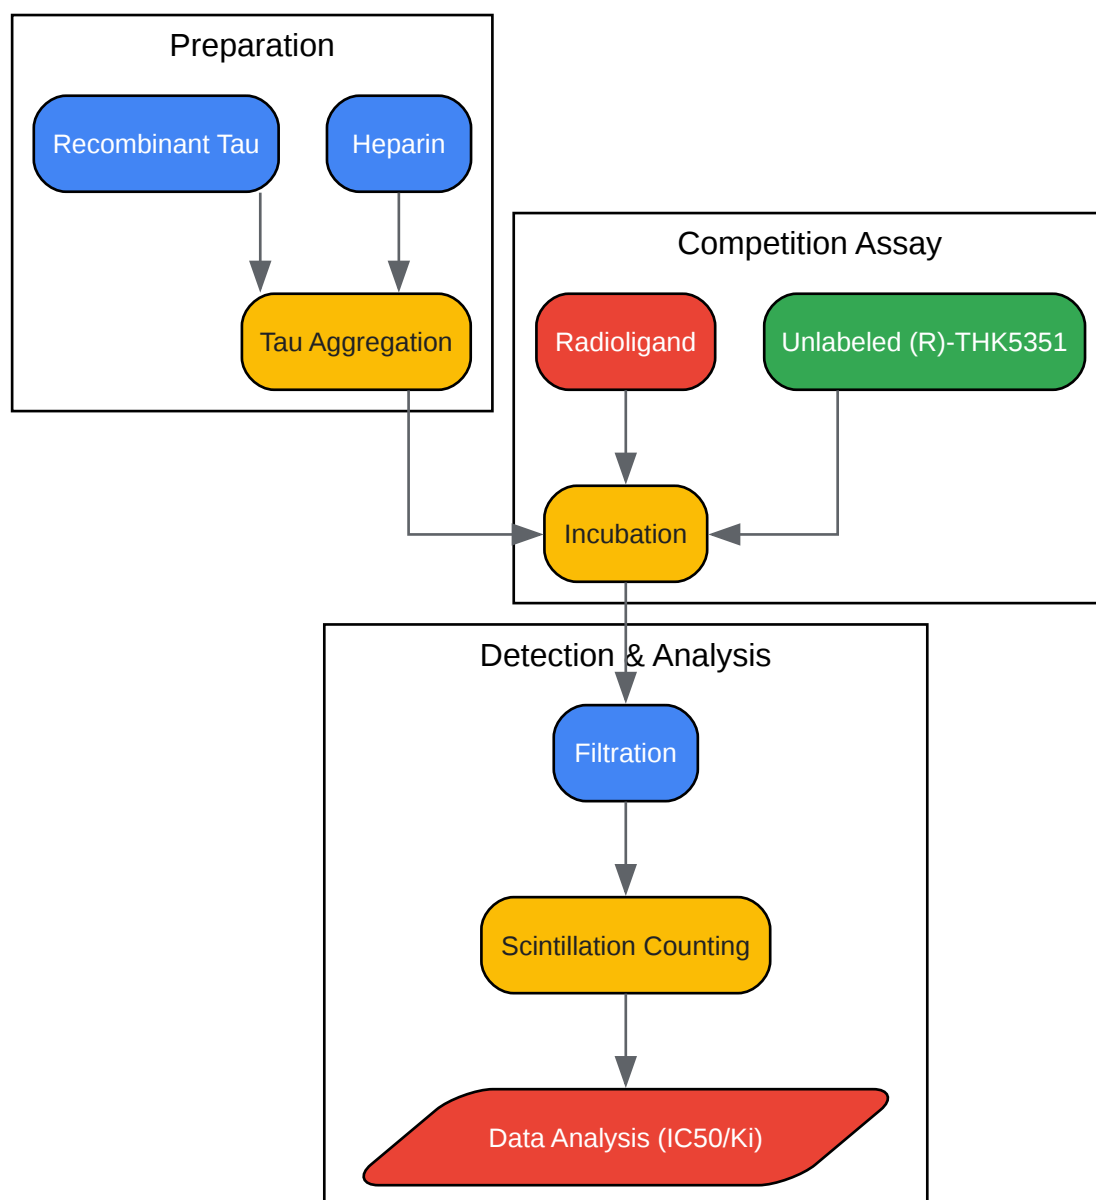 Preparation
Recombinant Tau
Heparin
Tau Aggregation
Competition Assay
Radioligand
Unlabeled (R)-THK5351
Incubation
Detection & Analysis
Filtration
Scintillation Counting
Data Analysis (IC50/Ki)